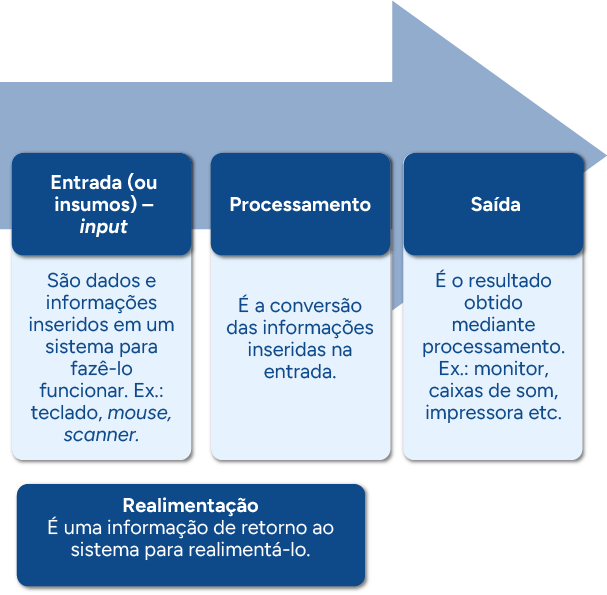 Entrada (ou
insumos) –
input
São dados e
informações
inseridos em um
sistema para
fazê-lo
funcionar. Ex.:
teclado, mouse,
scanner.
Processamento
É a conversão
das informações
inseridas na
entrada.
Saída
É o resultado
obtido
mediante
processamento.
Ex.: monitor,
caixas de som,
impressora etc.
Realimentação
É uma informação de retorno ao
sistema para realimentá-lo.